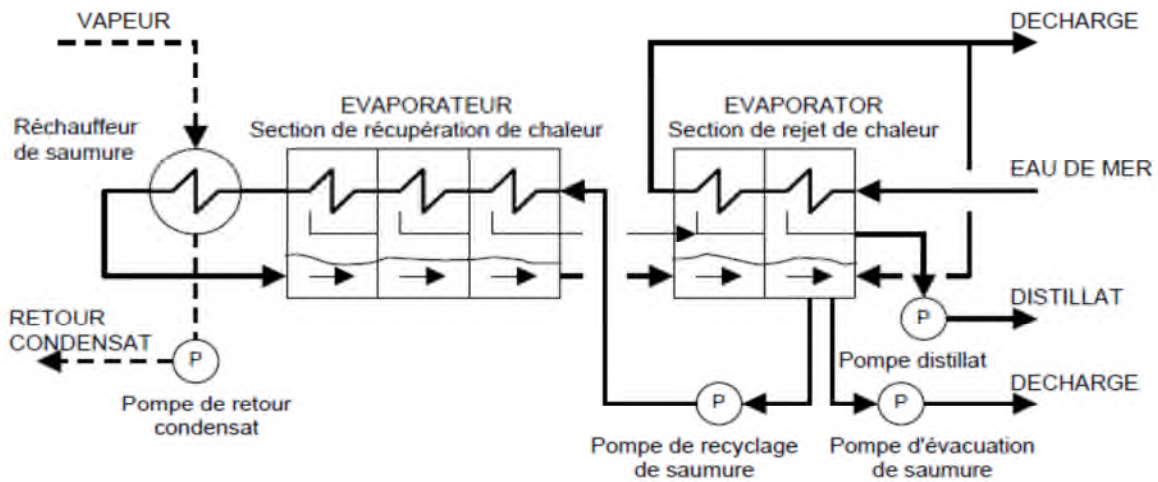 VAPEUR
DECHARGE
EVAPORATEUR
Section de récupération de chaleur
EVAPORATOR
Section de rejet de chaleur
Réchauffeur
de saumure
EAU DE MER
RETOUR
CONDENSAT
P
Pompe de retour
condensat
P
DISTILLAT
Pompe distillat
P
Pompe de recyclage
de saumure
P
DECHARGE
Pompe d'évacuation
de saumure